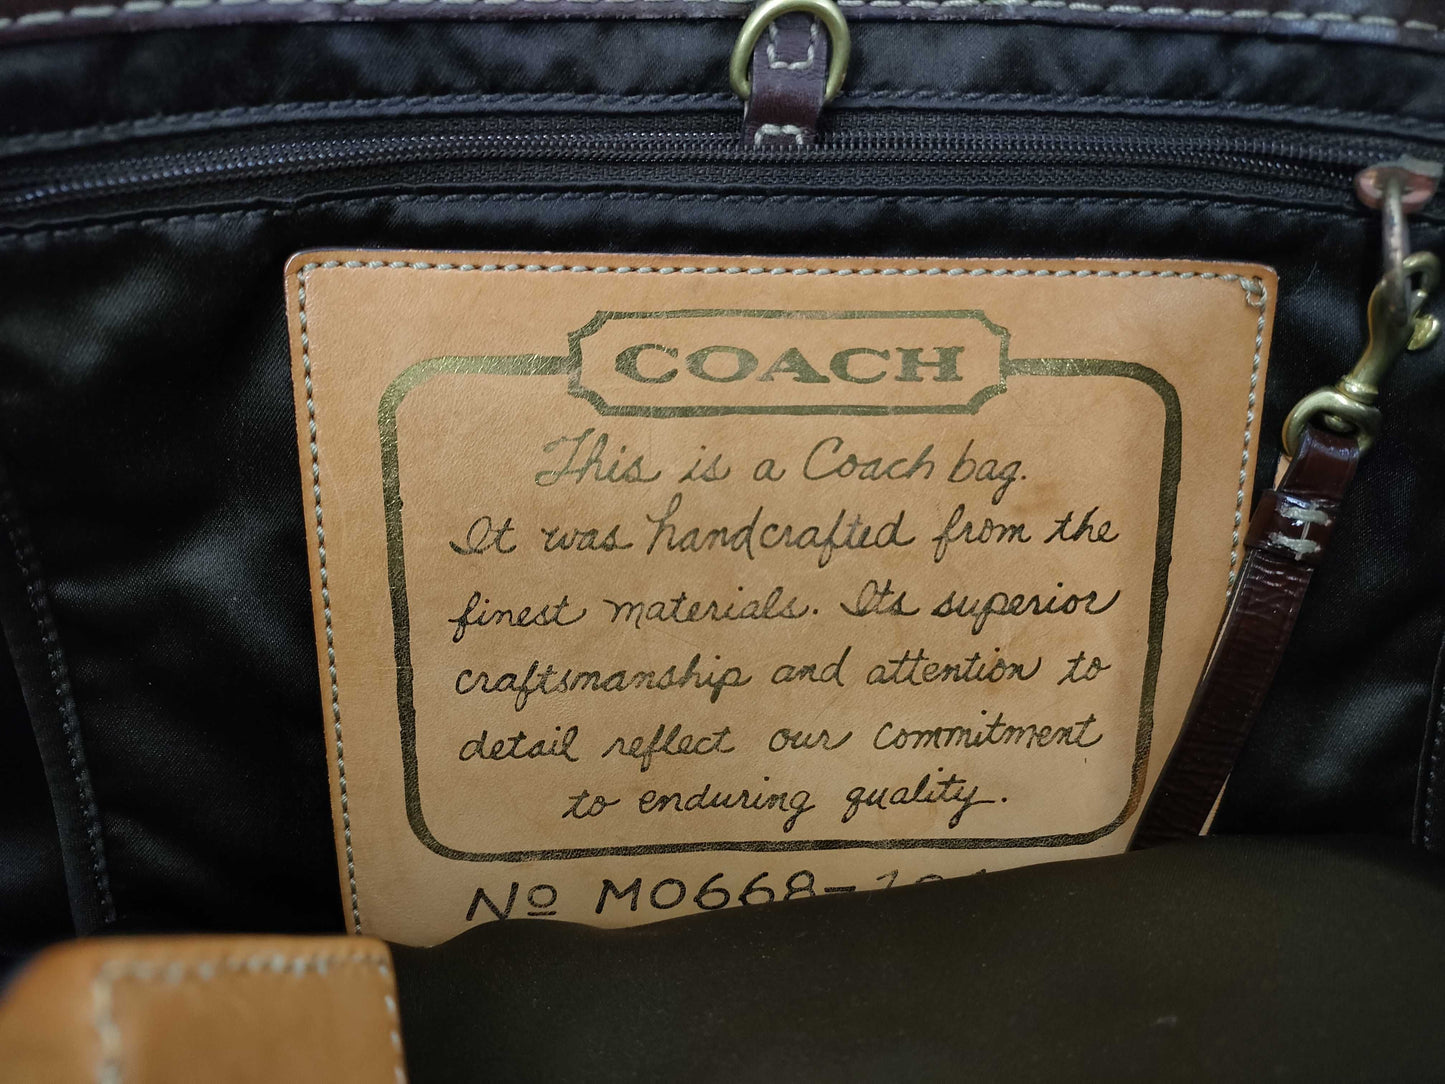 COACH
This is a Coach bag.
It was handcrafted from the
finest materials. Its superior
craftsmanship and attention to
detail reflect our commitment
to enduring quality.
No M0668-